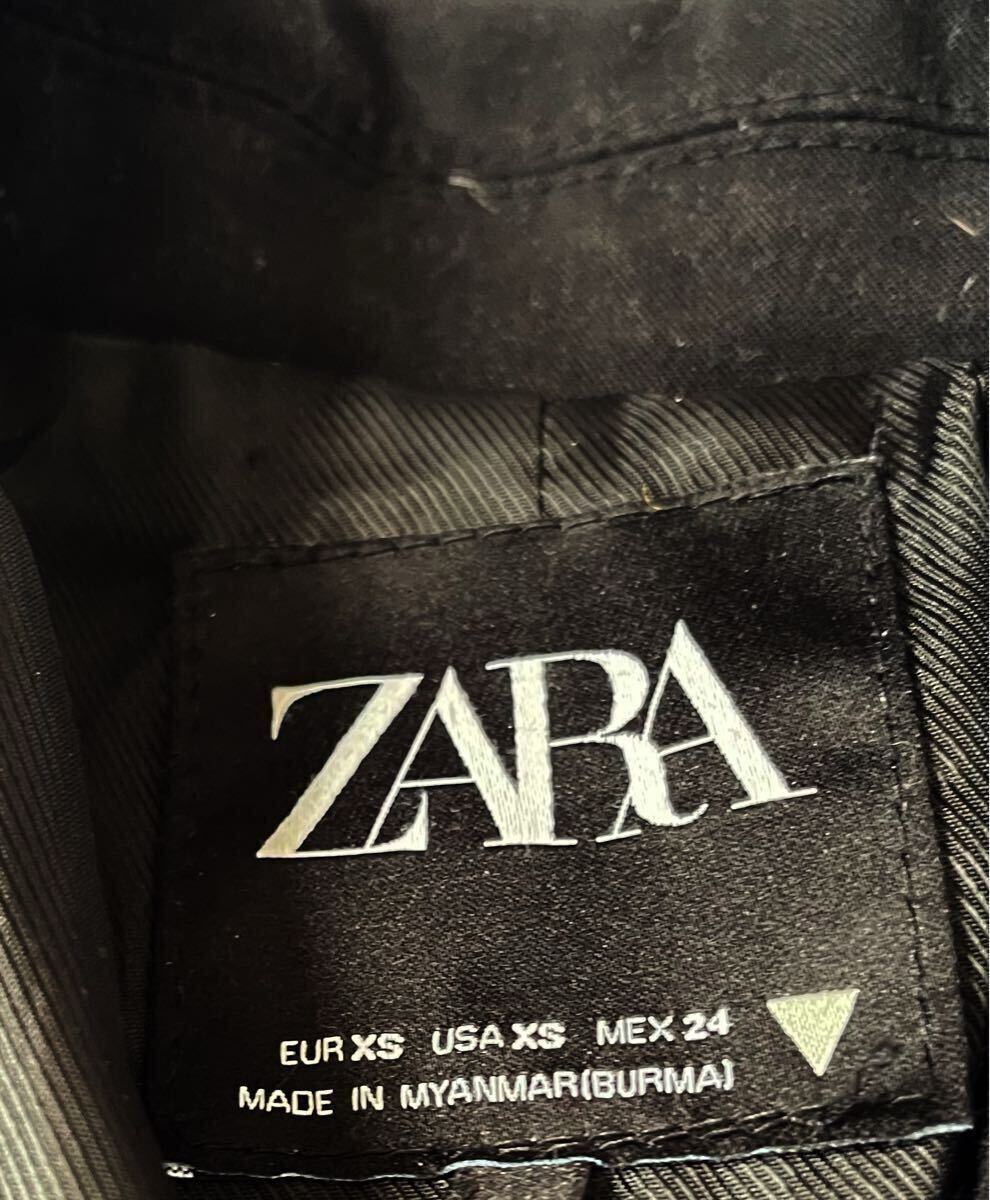 ZARA
EUR XS USA XS MEX 24
MADE IN MYANMAR(BURMA)